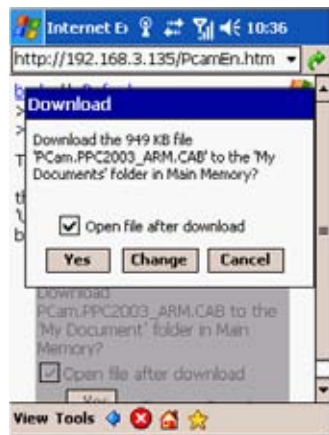 Internet Ex 10:36
http://192.168.3.135/PcamEn.htm
Download
Download the 949 KB file
'PCam.PPC2003_ARM.CAB' to the 'My
Documents' folder in Main Memory?
Open file after download
Yes Change Cancel
Download
PCam.PPC2003_ARM.CAB to the
'My Document' folder in Main
Memory?
Open file after download
Yes
View Tools